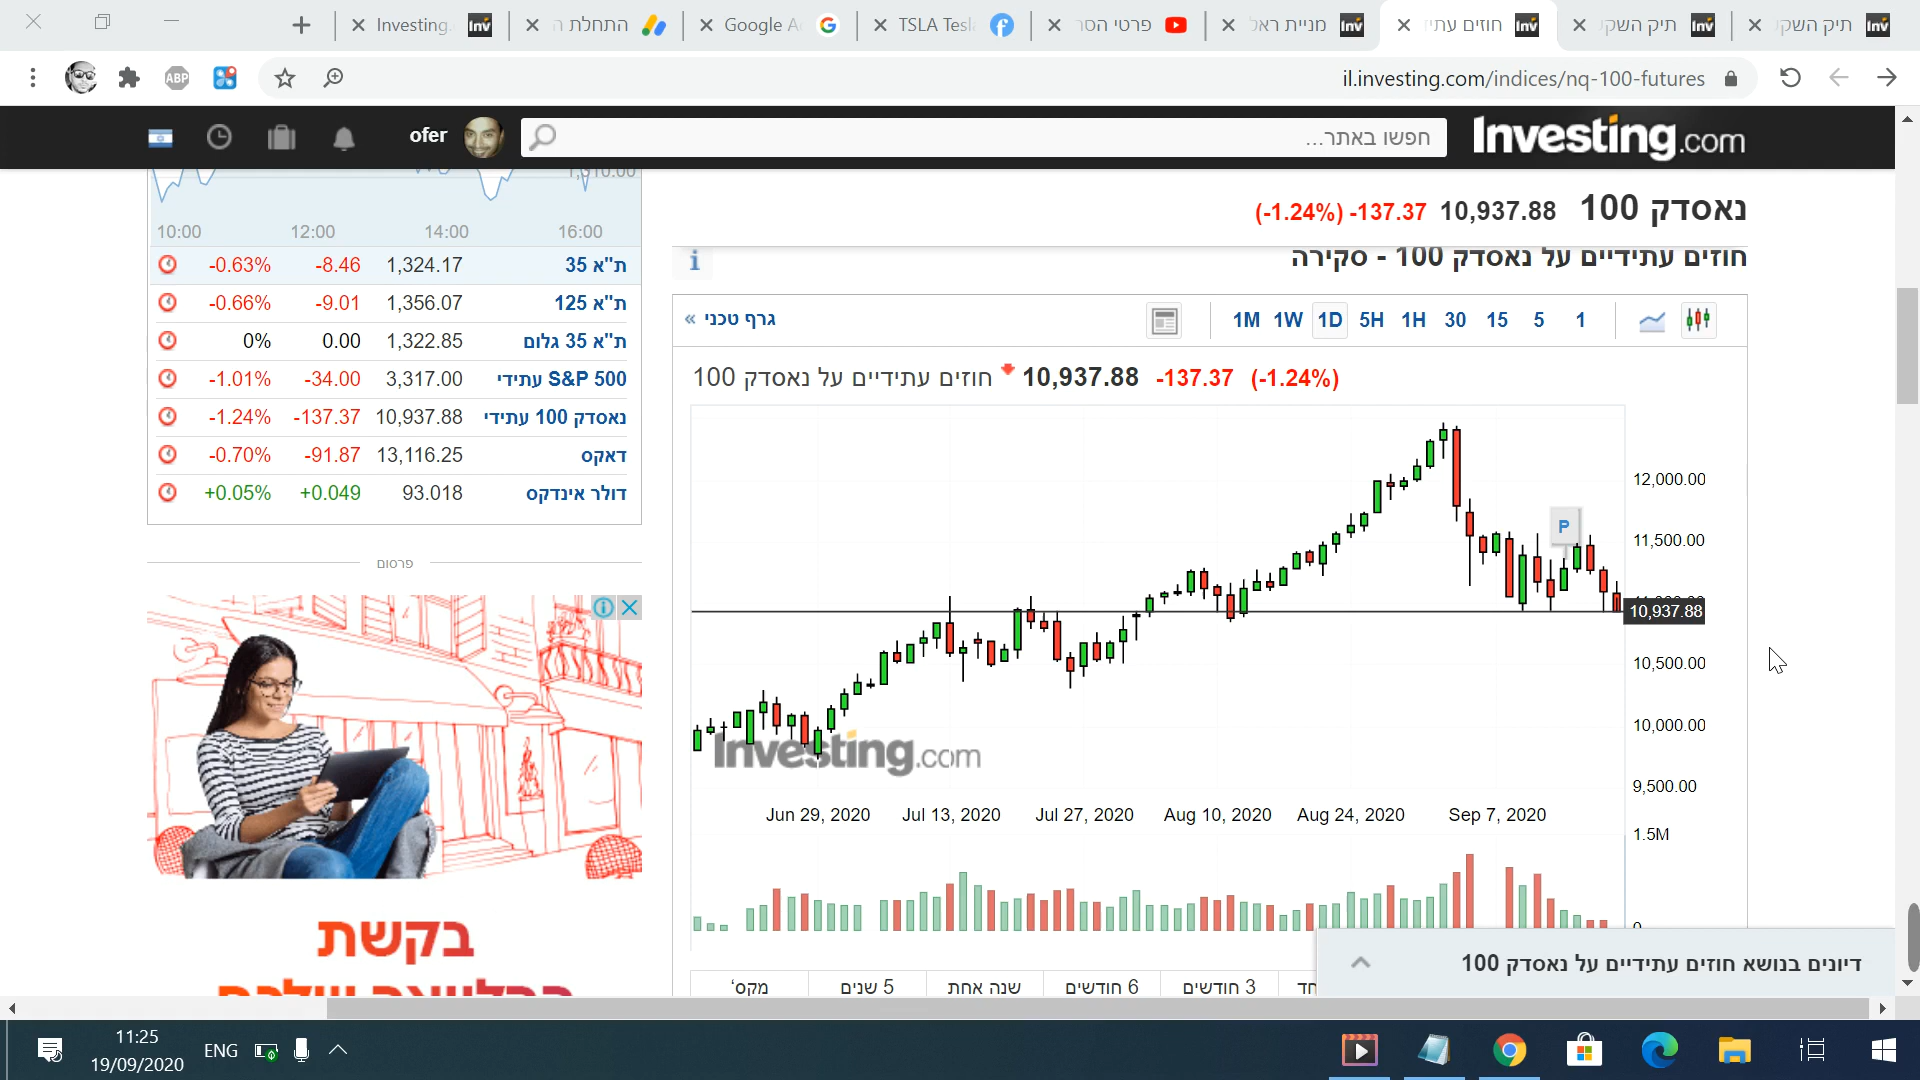 Investing.
התחלת ה
Google A
TSLA Tesl
פרטי הסר
מניית ראל
חוזים עתי
תיק השק
תיק השק
ABP
il.investing.com/indices/nq-100-futures
ofer
חפשו באתר...
Investing.com
1,310.00
10:00 12:00 14:00 16:00
ת"א 35 1,324.17 -8.46 -0.63%
ת"א 125 1,356.07 -9.01 -0.66%
ת"א 35 גלום 1,322.85 0.00 0%
S&P 500 עתידי 3,317.00 -34.00 -1.01%
נאסדק 100 עתידי 10,937.88 -137.37 -1.24%
דאקס 13,116.25 -91.87 -0.70%
דולר אינדקס 93.018 +0.049 +0.05%
פרסום
בקשת
נאסדק 100 10,937.88 -137.37 (-1.24%)
חוזים עתידיים על נאסדק 100 - סקירה
גרף טכני »
1M 1W 1D 5H 1H 30 15 5 1
חוזים עתידיים על נאסדק 100 10,937.88 -137.37 (-1.24%)
12,000.00
P
11,500.00
10,937.88
10,500.00
10,000.00
Investing.com
9,500.00
Jun 29, 2020 Jul 13, 2020 Jul 27, 2020 Aug 10, 2020 Aug 24, 2020 Sep 7, 2020
1.5M
0
דיונים בנושא חוזים עתידיים על נאסדק 100
3 חודשים 6 חודשים שנה אחת 5 שנים מקס'
11:25
19/09/2020
ENG